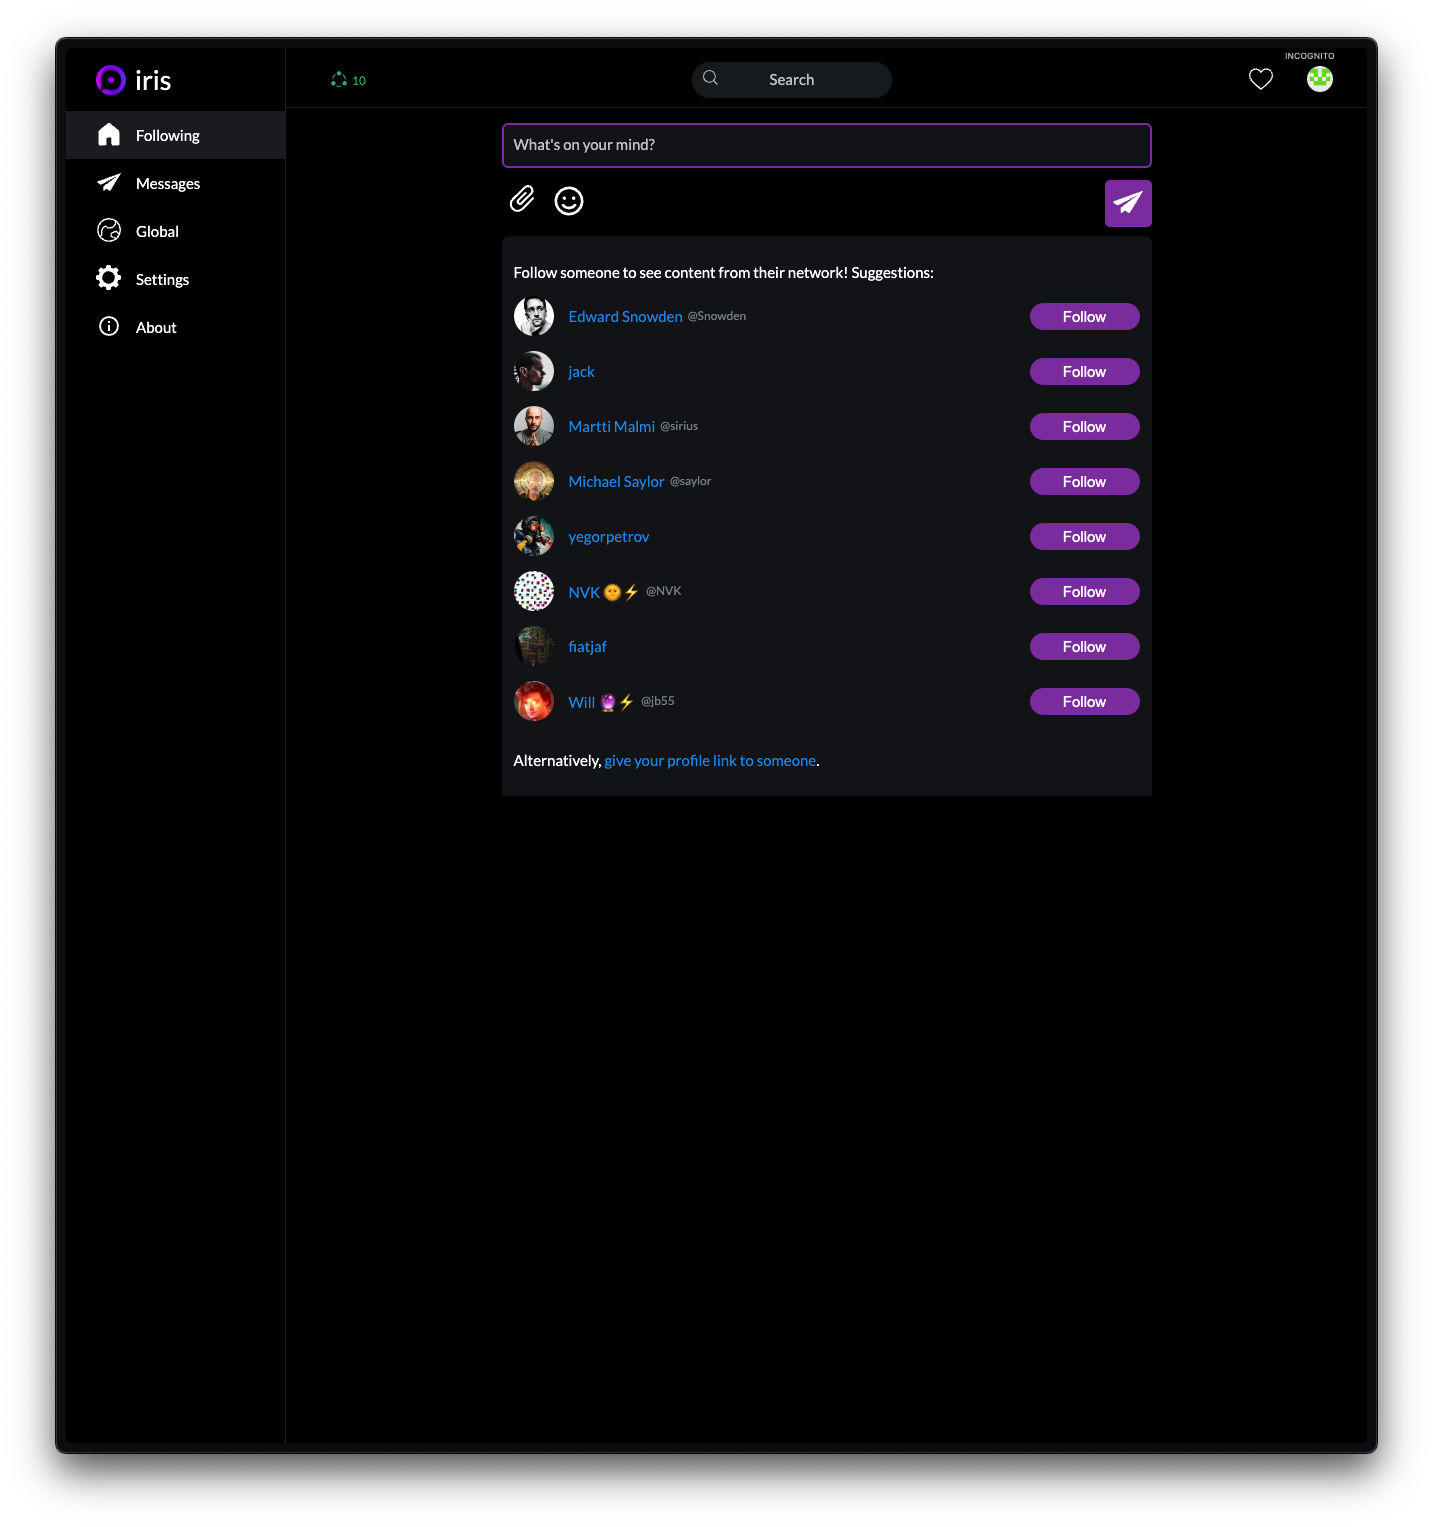 iris
10
Search
INCOGNITO
Following
Messages
Global
Settings
About
What's on your mind?
Follow someone to see content from their network! Suggestions:
Edward Snowden @Snowden Follow
jack Follow
Martti Malmi @sirius Follow
Michael Saylor @saylor Follow
yegorpetrov Follow
NVK🌞⚡ @NVK Follow
fiatjaf Follow
Will 🔮⚡ @jb55 Follow
Alternatively, give your profile link to someone.